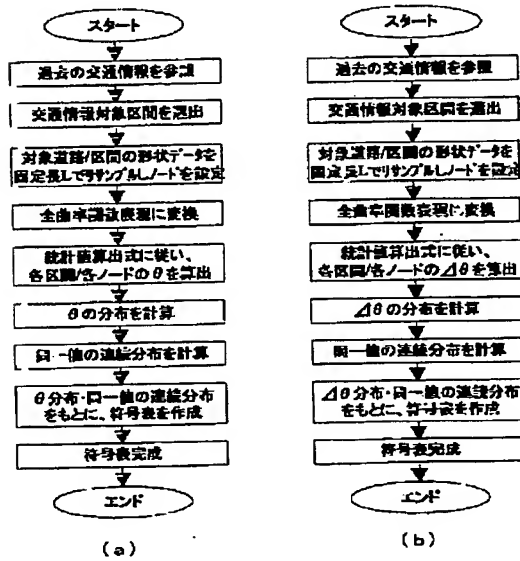 スタート
過去の交通情報を参照
交通情報対象区間を選出
対象道路/区間の形状データを
固定長しでリサンプルしノードを設定
全曲率関数表現に変換
統計値算出式に従い、
各区間/各ノードのθを算出
θの分布を計算
同一値の連続分布を計算
θ分布・同一値の連続分布
をもとに、符号表を作成
符号表完成
エンド
(a)
スタート
過去の交通情報を参照
交通情報対象区間を選出
対象道路/区間の形状データを
固定長しでリサンプルしノードを設定
全曲率関数表現に変換
統計値算出式に従い、
各区間/各ノードのΔθを算出
Δθの分布を計算
同一値の連続分布を計算
Δθ分布・同一値の連続分布
をもとに、符号表を作成
符号表完成
エンド
(b)